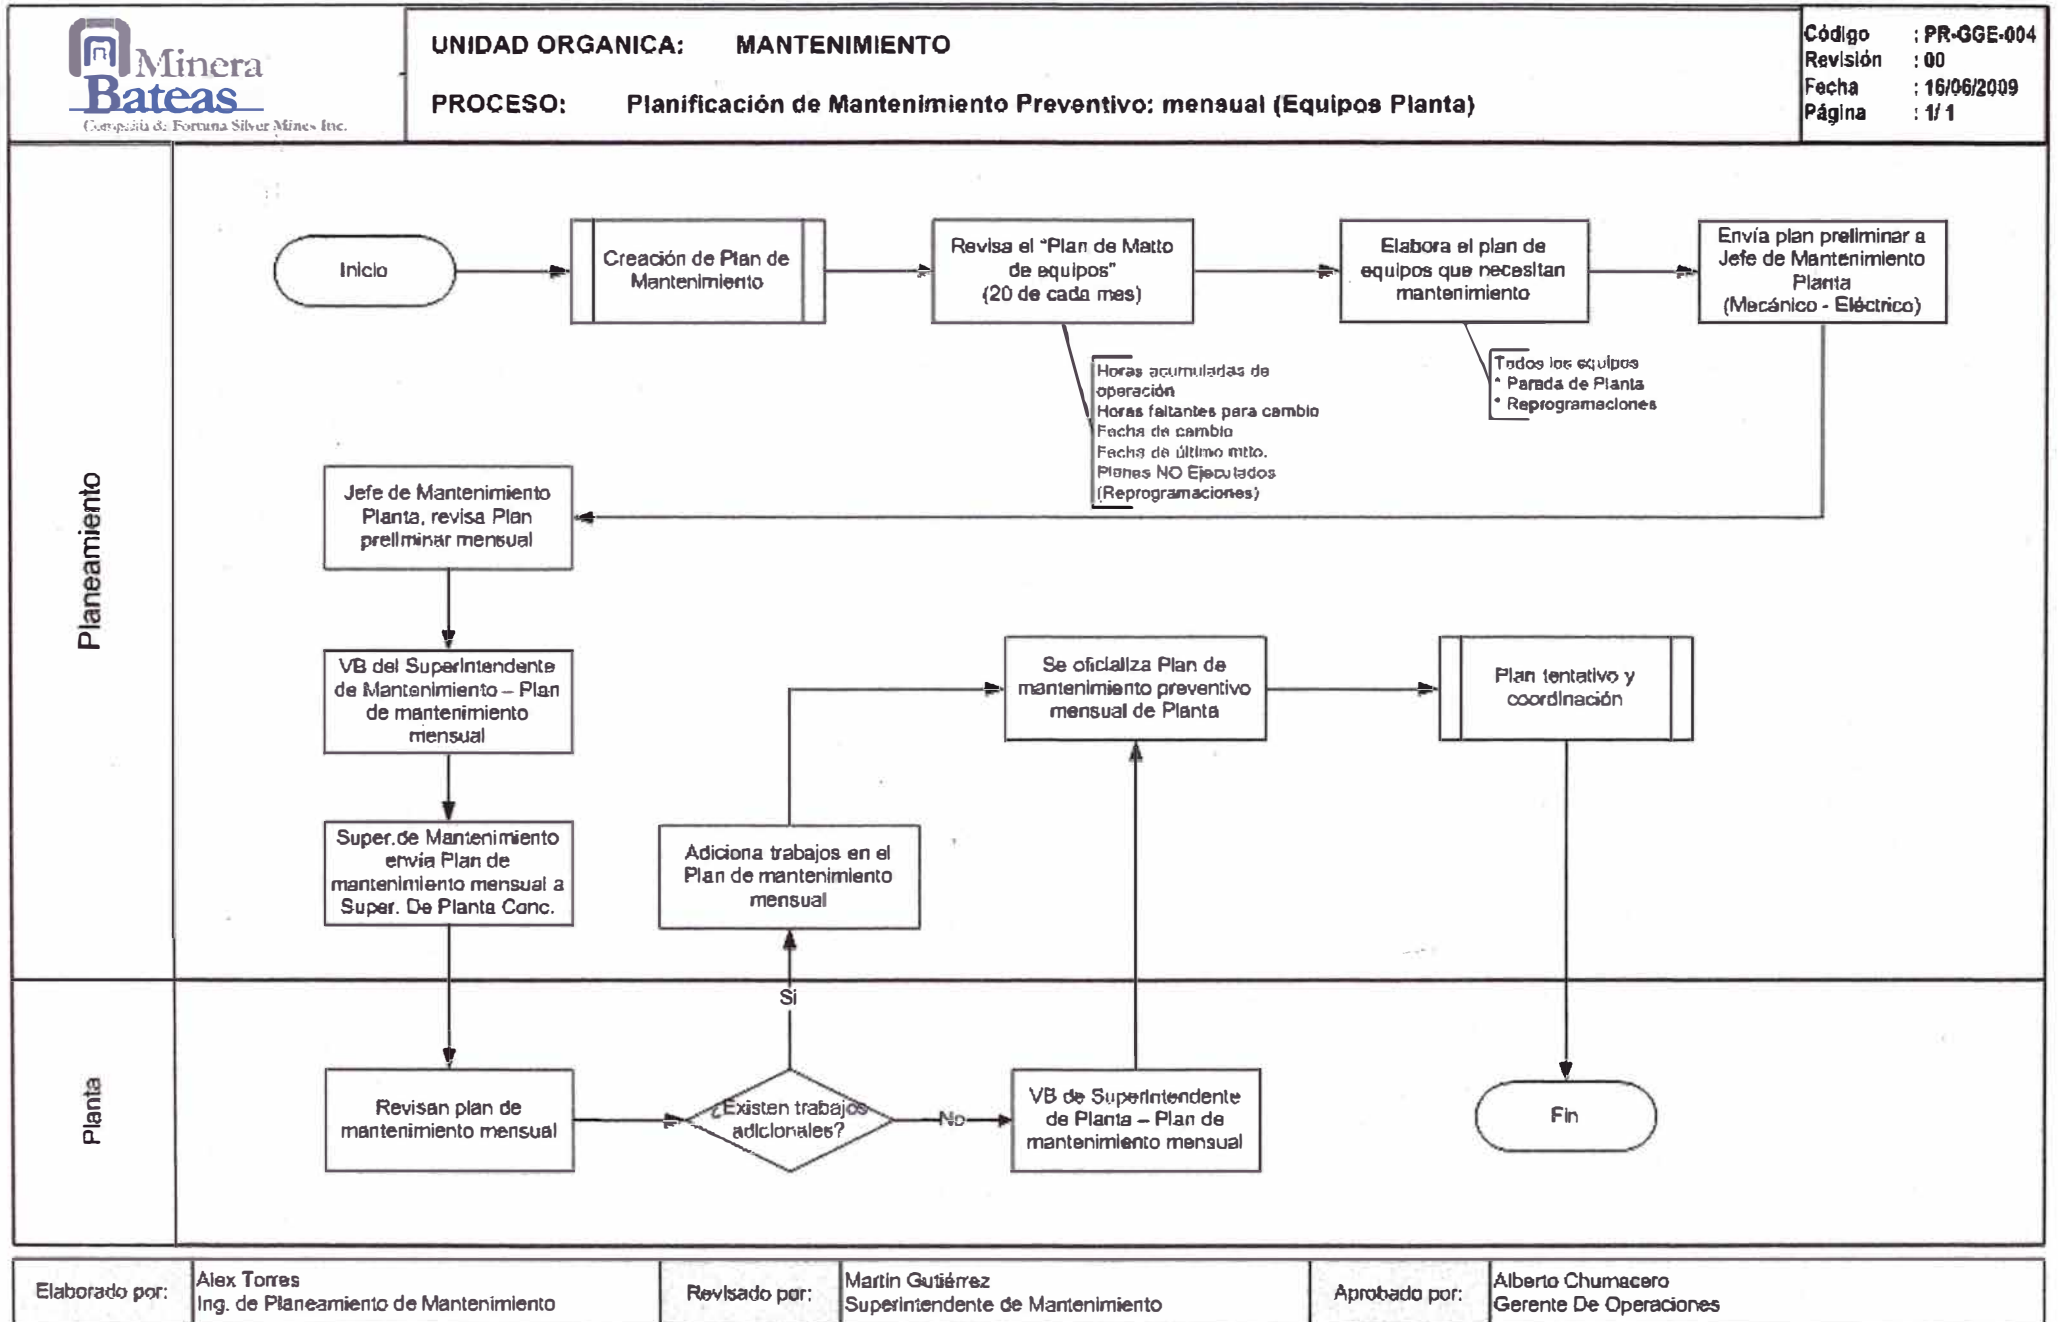 Minera
Bateas
Compañía de Fortuna Silver Mines Inc.
UNIDAD ORGANICA: MANTENIMIENTO
PROCESO: Planificación de Mantenimiento Preventivo: mensual (Equipos Planta)
Código : PR-GGE-004
Revisión : 00
Fecha : 16/06/2009
Página : 1/ 1
Planeamiento
Inicio
Creación de Plan de
Mantenimiento
Revisa el "Plan de Matto
de equipos"
(20 de cada mes)
Elabora el plan de
equipos que necesitan
mantenimiento
Envía plan preliminar a
Jefe de Mantenimiento
Planta
(Mecánico - Eléctrico)
Horas acumuladas de
operación
Horas faltantes para cambio
Fecha de cambio
Fecha de último mtto.
Planes NO Ejecutados
(Reprogramaciones)
Todos los equipos
* Parada de Planta
* Reprogramaciones
Jefe de Mantenimiento
Planta, revisa Plan
preliminar mensual
VB del Superintendente
de Mantenimiento – Plan
de mantenimiento
mensual
Se oficializa Plan de
mantenimiento preventivo
mensual de Planta
Plan tentativo y
coordinación
Super.de Mantenimiento
envía Plan de
mantenimiento mensual a
Super. De Planta Conc.
Adiciona trabajos en el
Plan de mantenimiento
mensual
Planta
Si
Revisan plan de
mantenimiento mensual
¿Existen trabajos
adicionales?
No
VB de Superintendente
de Planta – Plan de
mantenimiento mensual
Fin
Elaborado por:
Alex Torres
Ing. de Planeamiento de Mantenimiento
Revisado por:
Martín Gutiérrez
Superintendente de Mantenimiento
Aprobado por:
Alberto Chumacero
Gerente De Operaciones